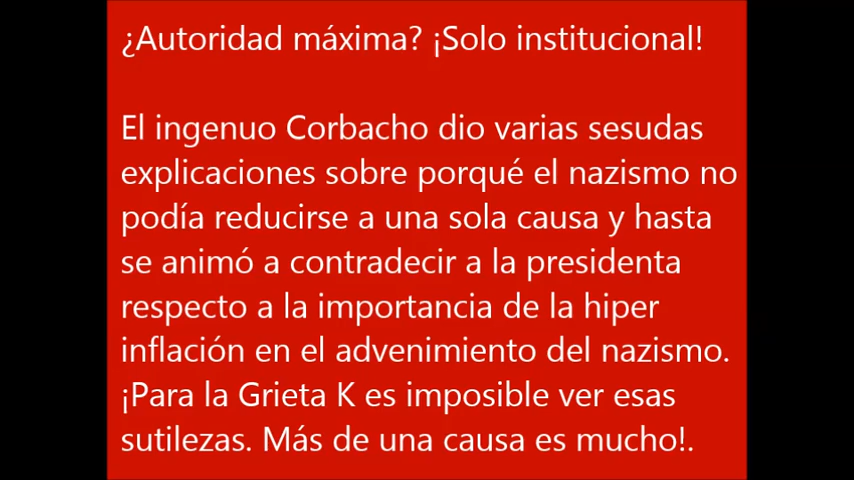 ¿Autoridad máxima? ¡Solo institucional!
El ingenuo Corbacho dio varias sesudas
explicaciones sobre porqué el nazismo no
podía reducirse a una sola causa y hasta
se animó a contradecir a la presidenta
respecto a la importancia de la hiper
inflación en el advenimiento del nazismo.
¡Para la Grieta K es imposible ver esas
sutilezas. Más de una causa es mucho!.